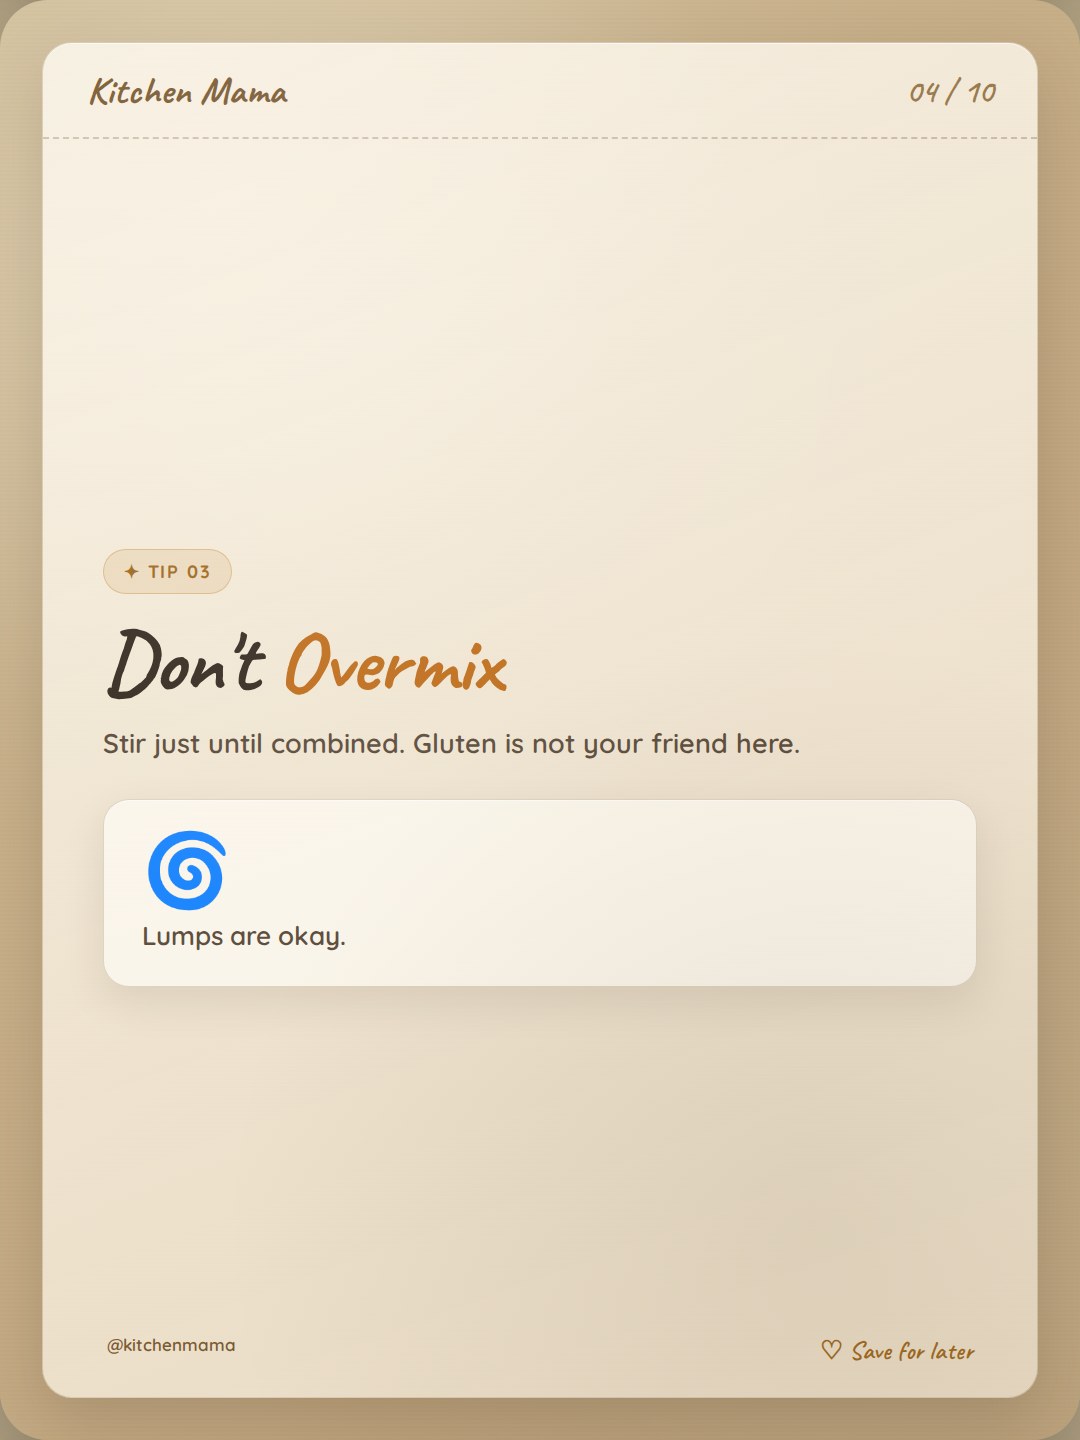 Kitchen Mama
04 / 10
✦ TIP 03
Don't Overmix
Stir just until combined. Gluten is not your friend here.
Lumps are okay.
@kitchenmama
♡ Save for later